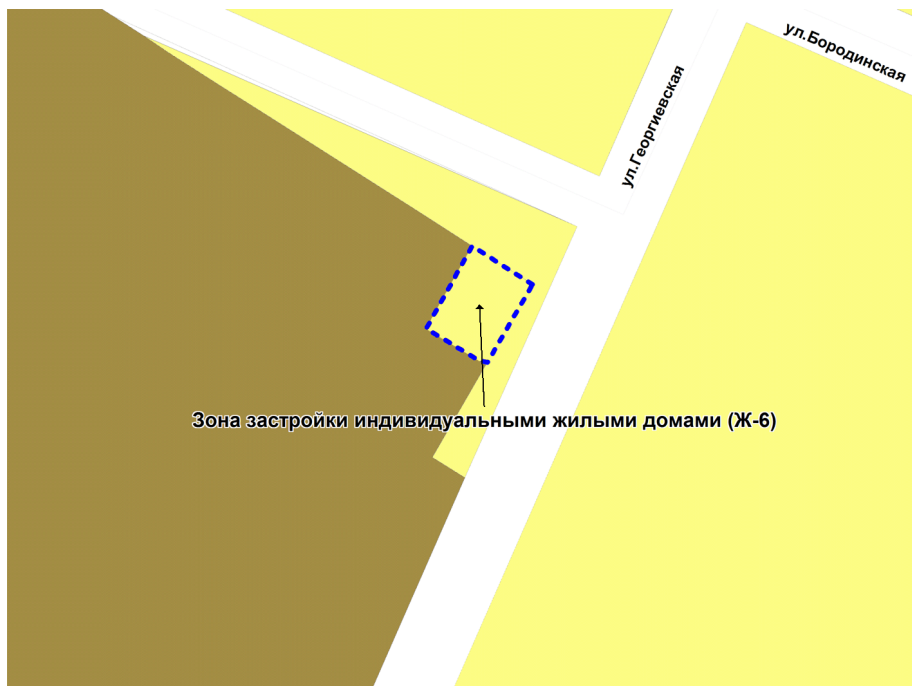 ул.Бородинская
ул.Георгиевская
Зона застройки индивидуальными жилыми домами (Ж-6)